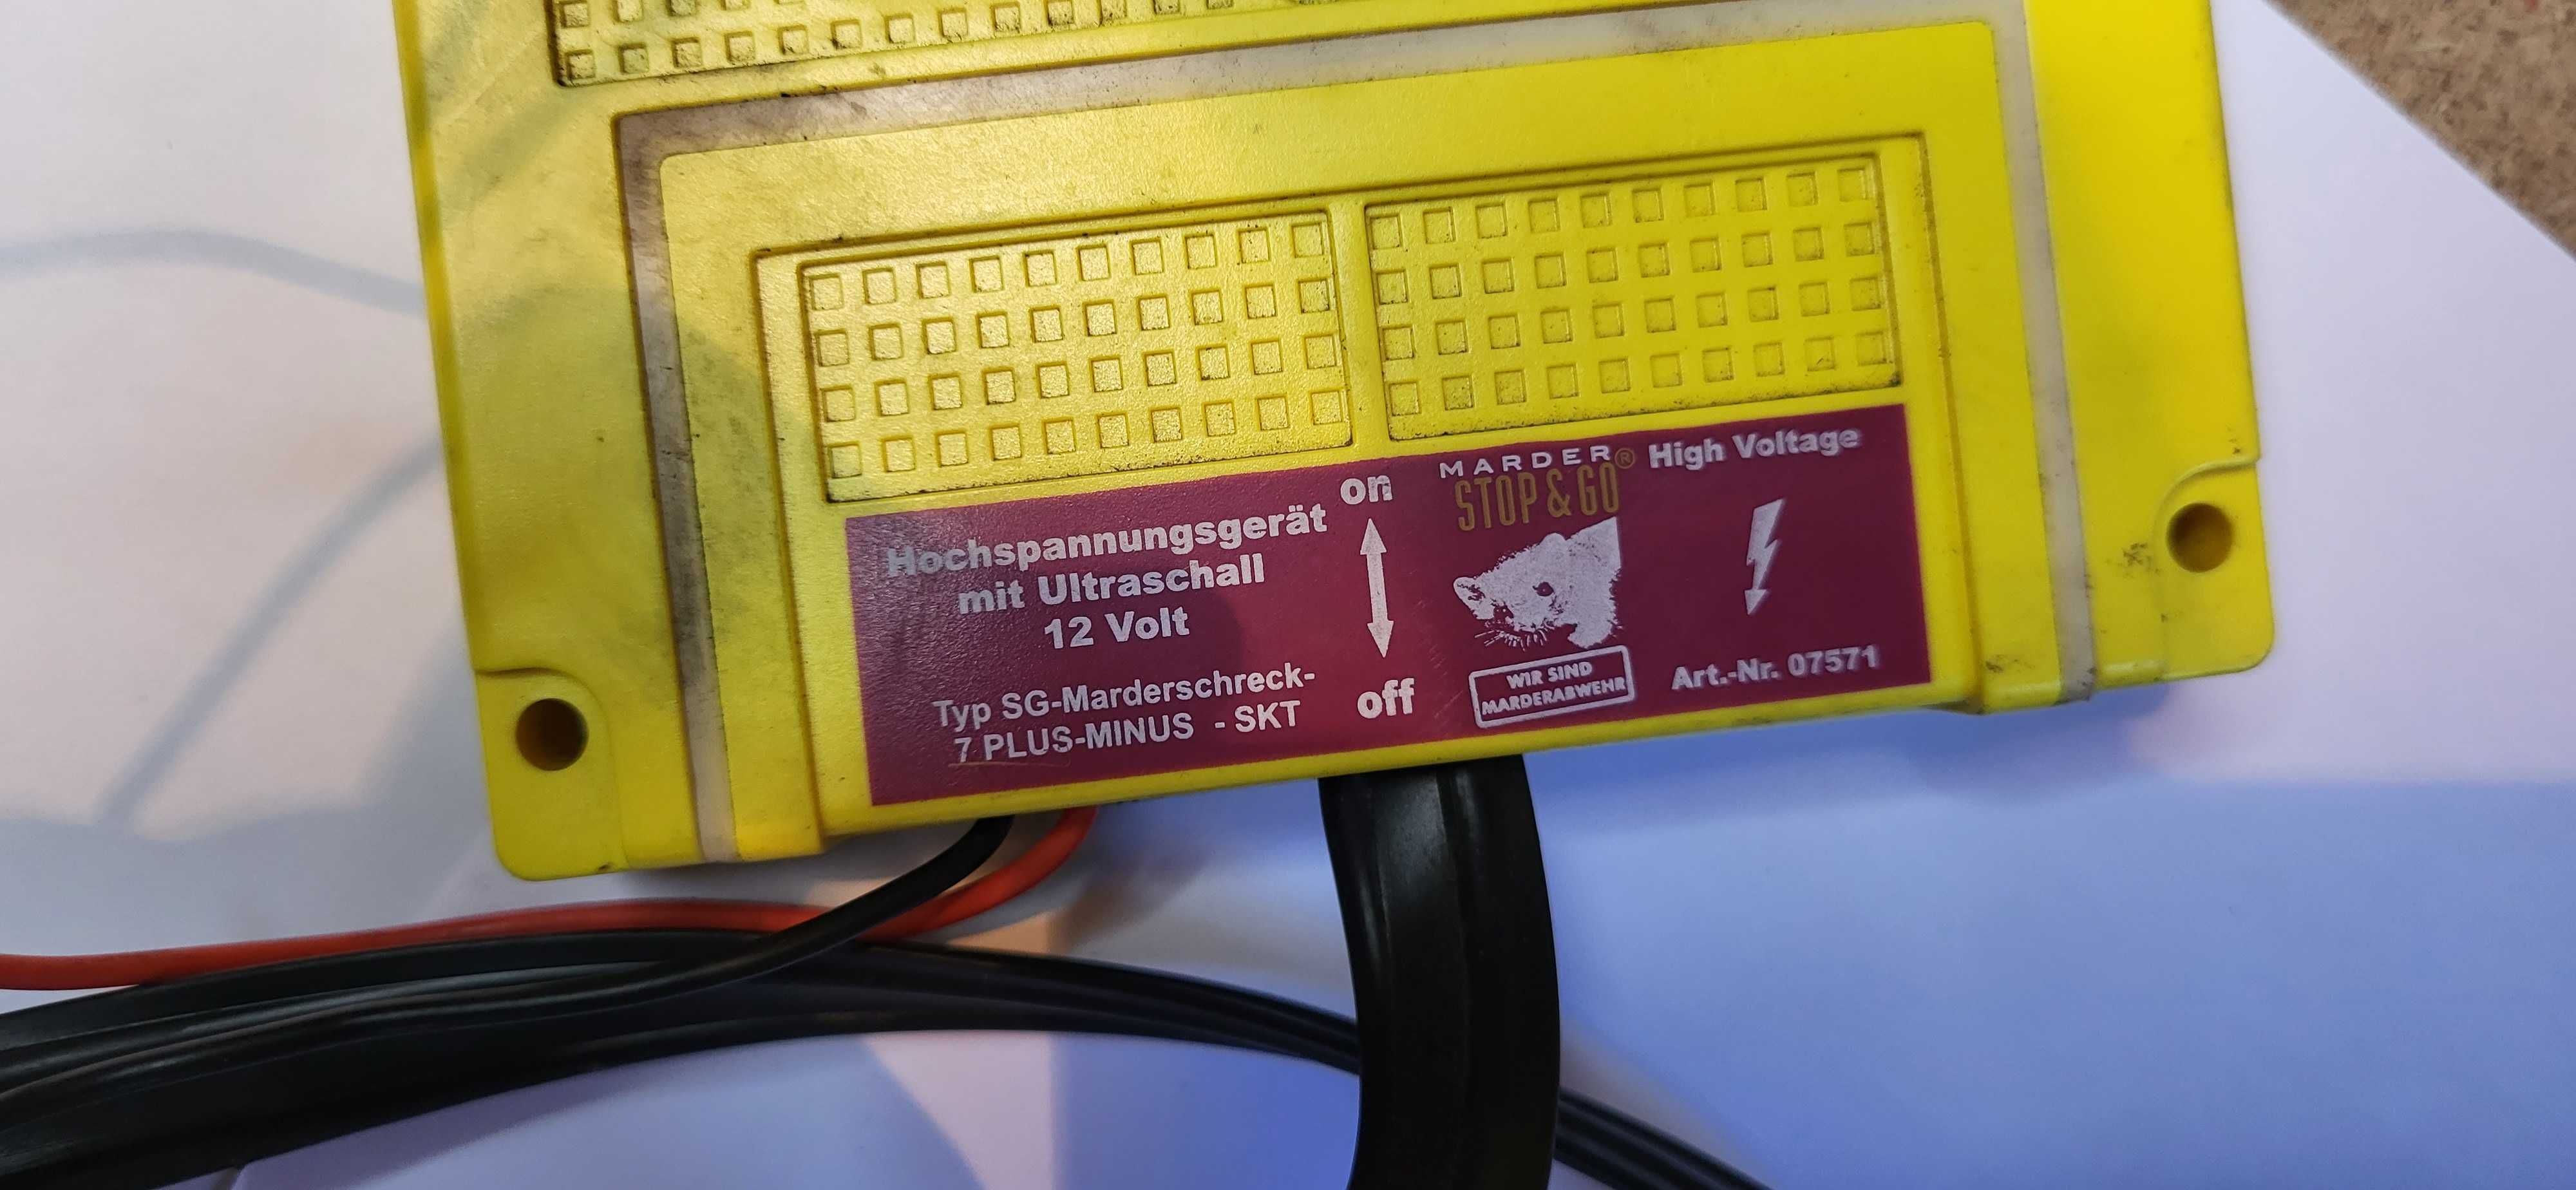 Hochspannungsgerät
mit Ultraschall
12 Volt
Typ SG-Marderschreck-
7 PLUS-MINUS - SKT
on
off
MARDER®
STOP & GO
WIR SIND
MARDERABWEHR
High Voltage
Art.-Nr. 07571